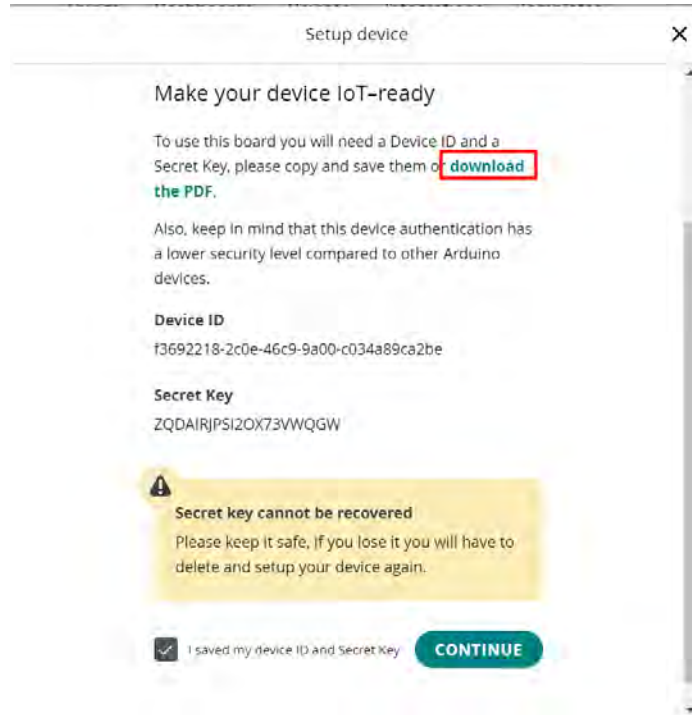 Setup device
Make your device IoT-ready
To use this board you will need a Device ID and a
Secret Key, please copy and save them or download
the PDF.
Also, keep in mind that this device authentication has
a lower security level compared to other Arduino
devices.
Device ID
f3692218-2c0e-46c9-9a00-c034a89ca2be
Secret Key
ZQDAIRJPSI2OX73VWQGW
Secret key cannot be recovered
Please keep it safe, if you lose it you will have to
delete and setup your device again.
I saved my device ID and Secret Key
CONTINUE